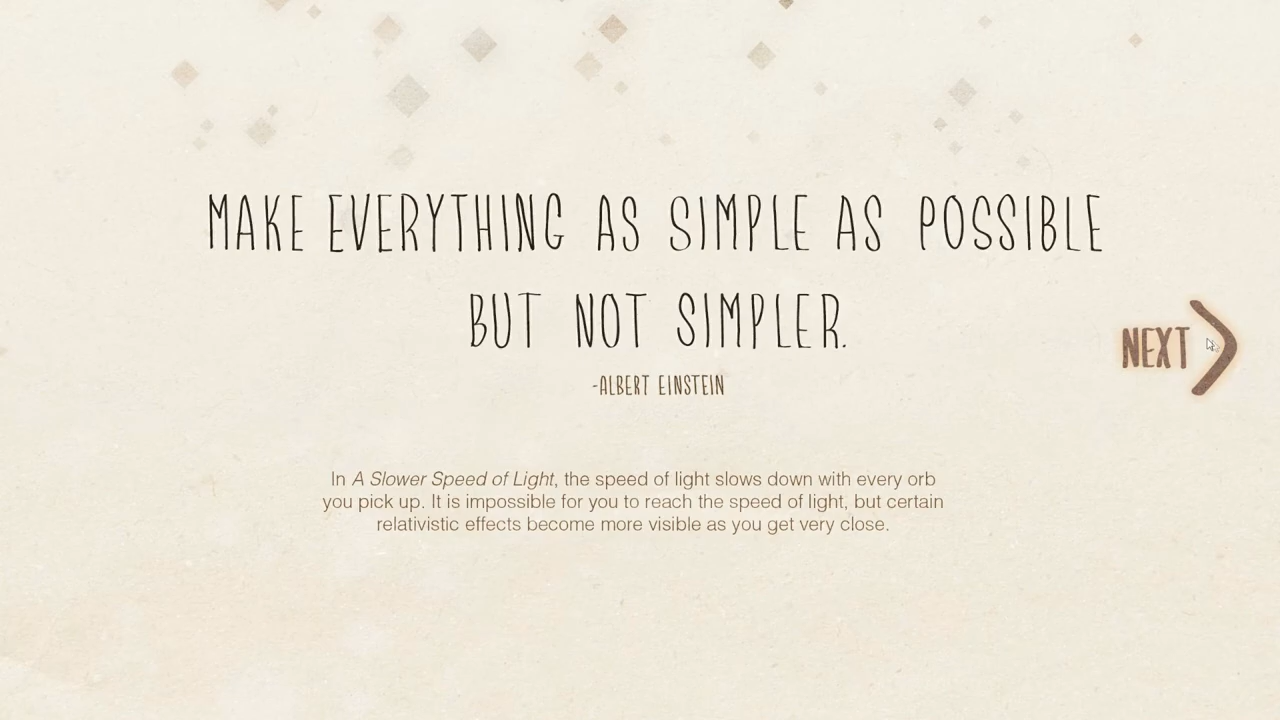 MAKE EVERYTHING AS SIMPLE AS POSSIBLE
BUT NOT SIMPLER.
-ALBERT EINSTEIN
NEXT
In A Slower Speed of Light, the speed of light slows down with every orb
you pick up. It is impossible for you to reach the speed of light, but certain
relativistic effects become more visible as you get very close.